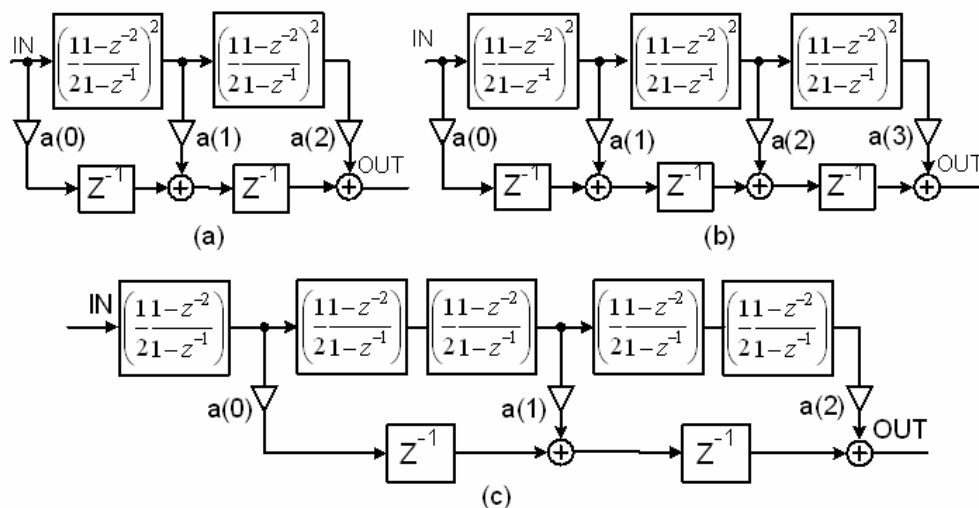 IN (1/2 (1-z⁻²)/(1-z⁻¹))² (1/2 (1-z⁻²)/(1-z⁻¹))²
a(0) a(1) a(2)
Z⁻¹ + Z⁻¹ + OUT
(a)
IN (1/2 (1-z⁻²)/(1-z⁻¹))² (1/2 (1-z⁻²)/(1-z⁻¹))² (1/2 (1-z⁻²)/(1-z⁻¹))²
a(0) a(1) a(2) a(3)
Z⁻¹ + Z⁻¹ + Z⁻¹ + OUT
(b)
IN (1/2 (1-z⁻²)/(1-z⁻¹)) (1/2 (1-z⁻²)/(1-z⁻¹)) (1/2 (1-z⁻²)/(1-z⁻¹)) (1/2 (1-z⁻²)/(1-z⁻¹)) (1/2 (1-z⁻²)/(1-z⁻¹))
a(0) a(1) a(2)
Z⁻¹ + Z⁻¹ + OUT
(c)